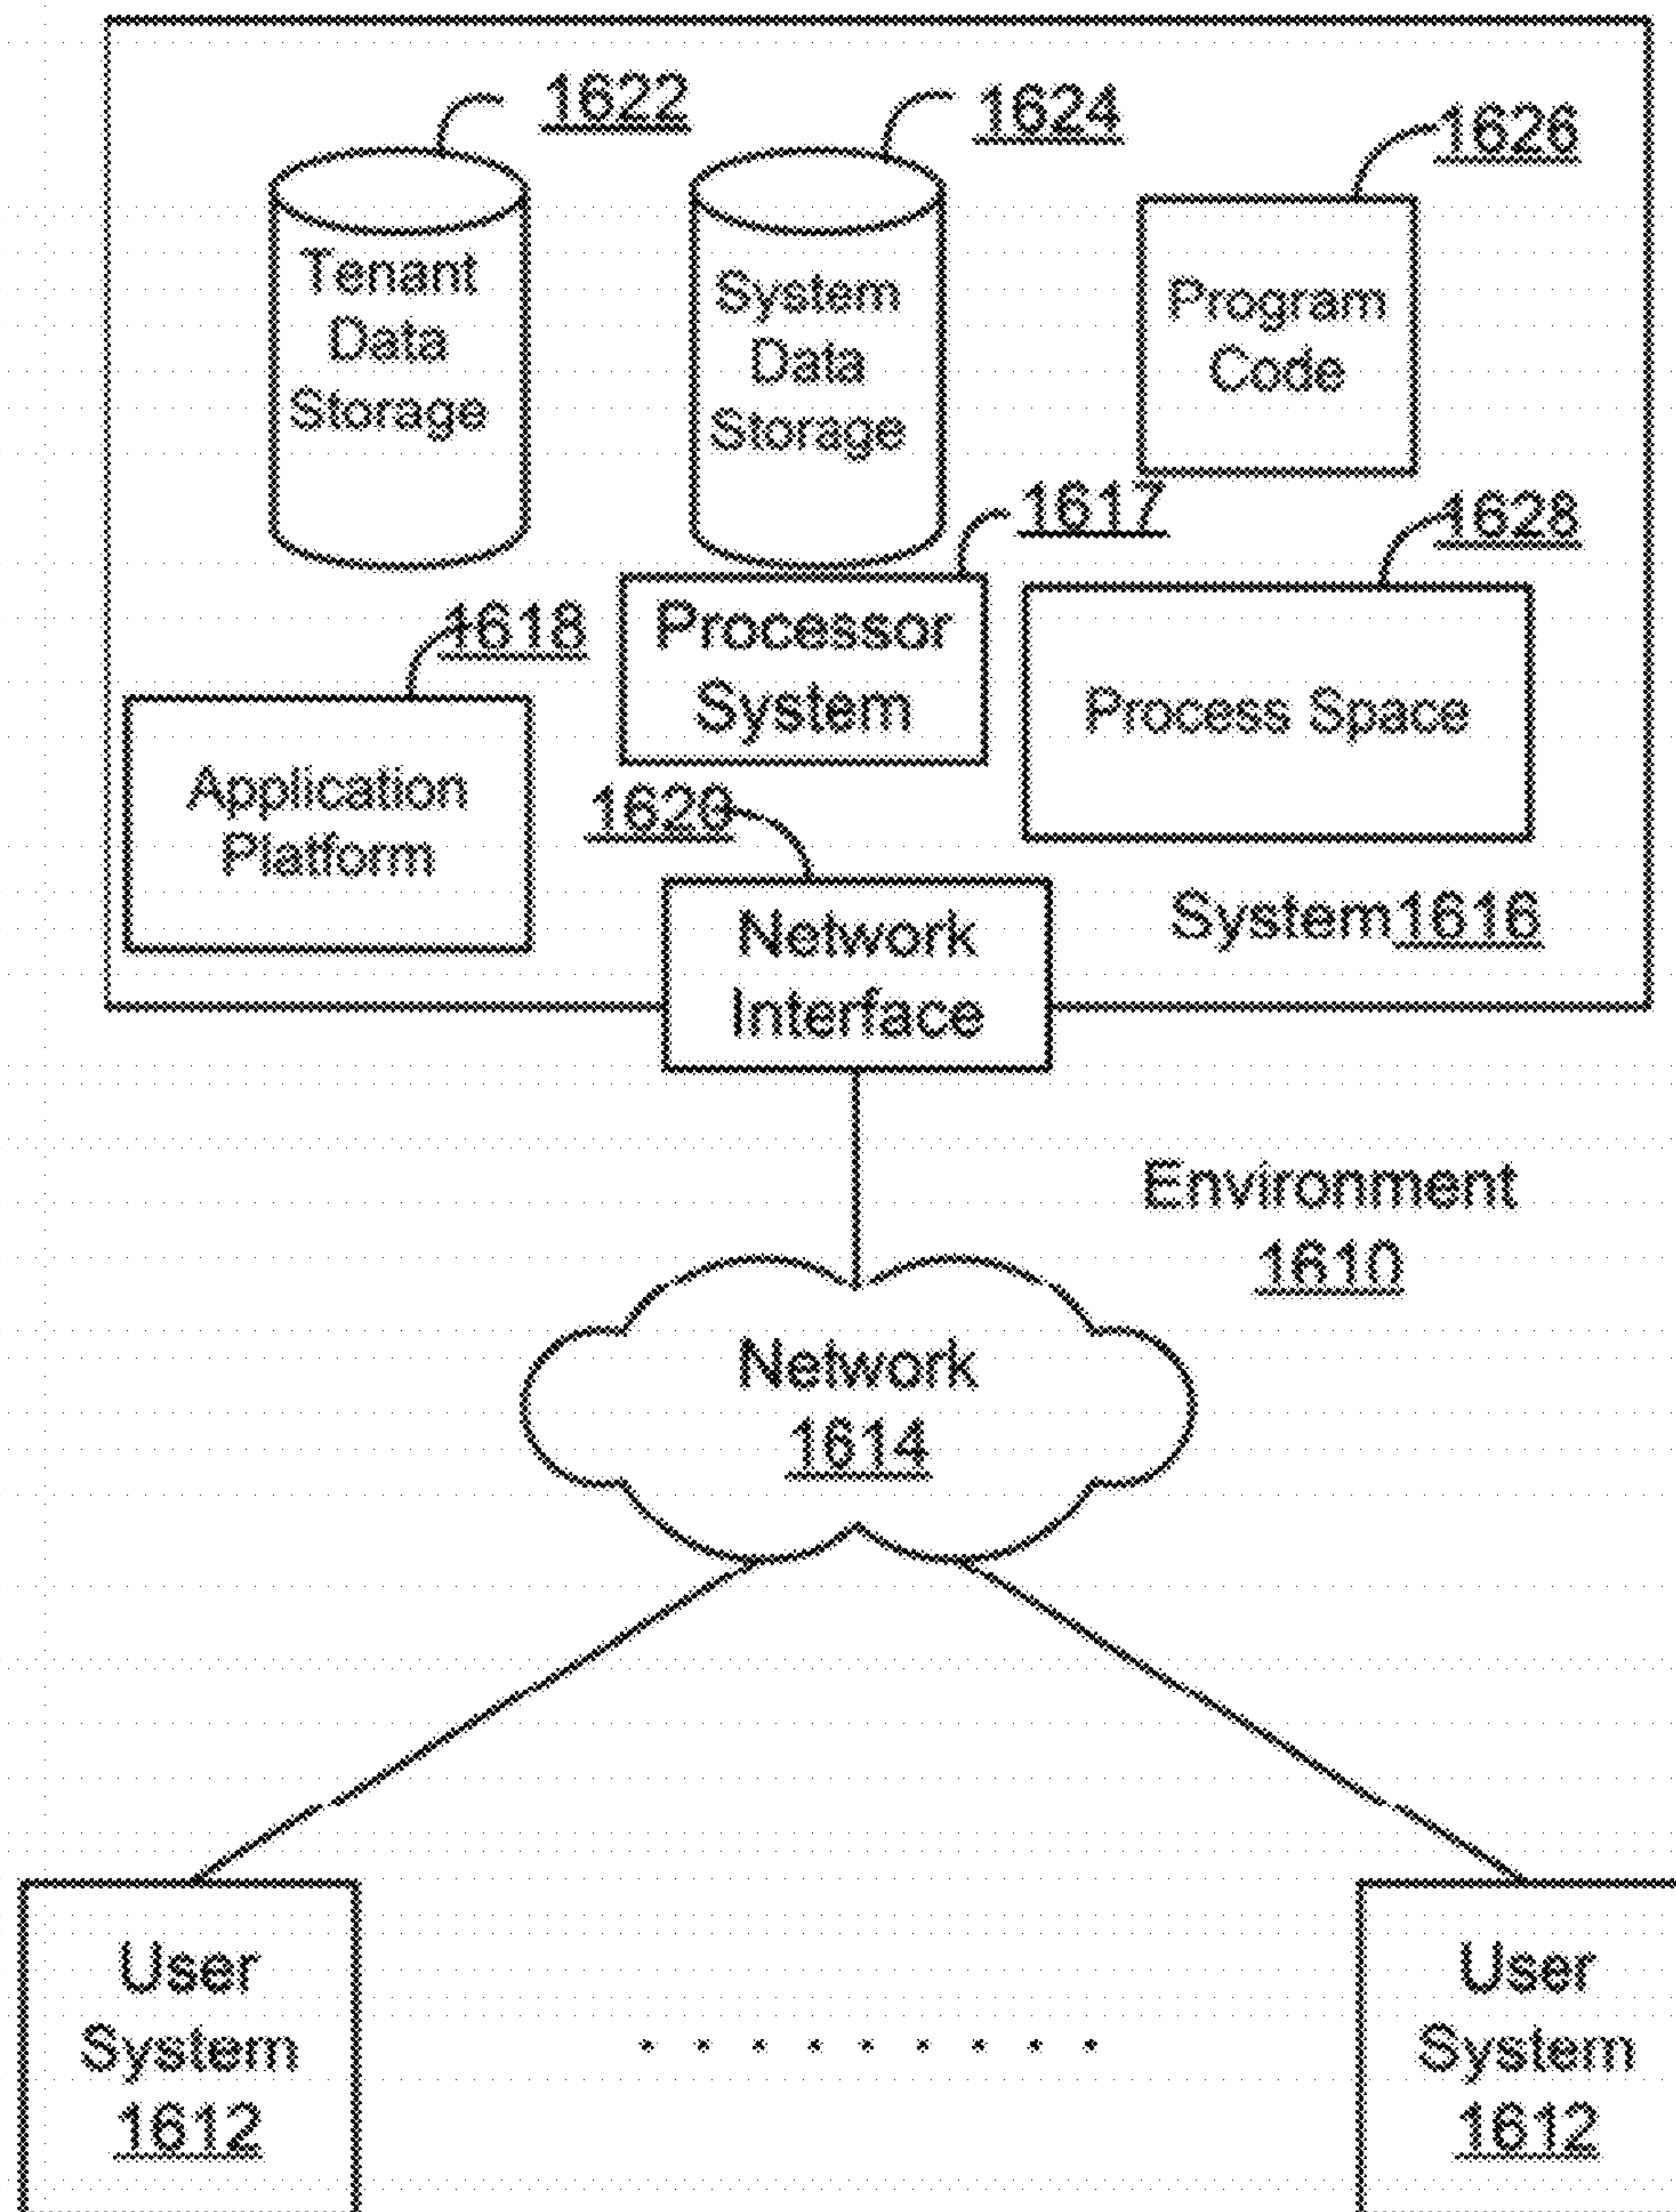 1622
1624
1626
Tenant
Data
Storage
System
Data
Storage
Program
Code
1617
1628
1618
Processor
System
Process Space
Application
Platform
1620
Network
Interface
System 1616
Environment
1610
Network
1614
User
System
1612
. . . . . . . . .
User
System
1612